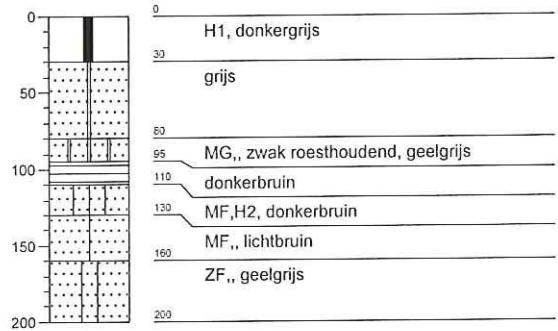 0
0
H1, donkergrijs
30
grijs
50
80
95
MG,, zwak roesthoudend, geelgrijs
100
110
donkerbruin
130
MF,H2, donkerbruin
MF,, lichtbruin
150
160
ZF,, geelgrijs
200
200